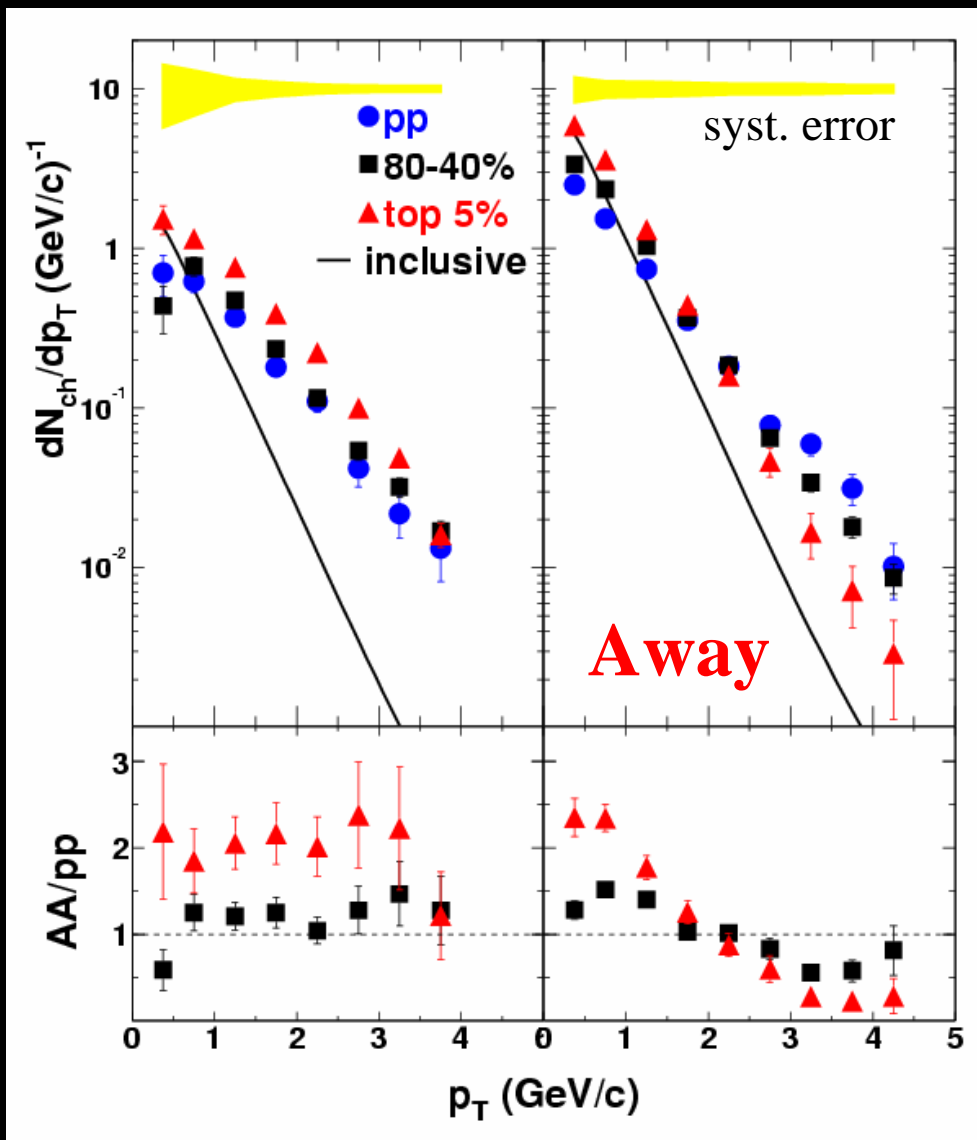 10
1
10⁻¹
10⁻²
dN_ch/dp_T (GeV/c)⁻¹
pp
80-40%
top 5%
inclusive
syst. error
Away
3
2
1
AA/pp
0 1 2 3 4 0 1 2 3 4 5
p_T (GeV/c)